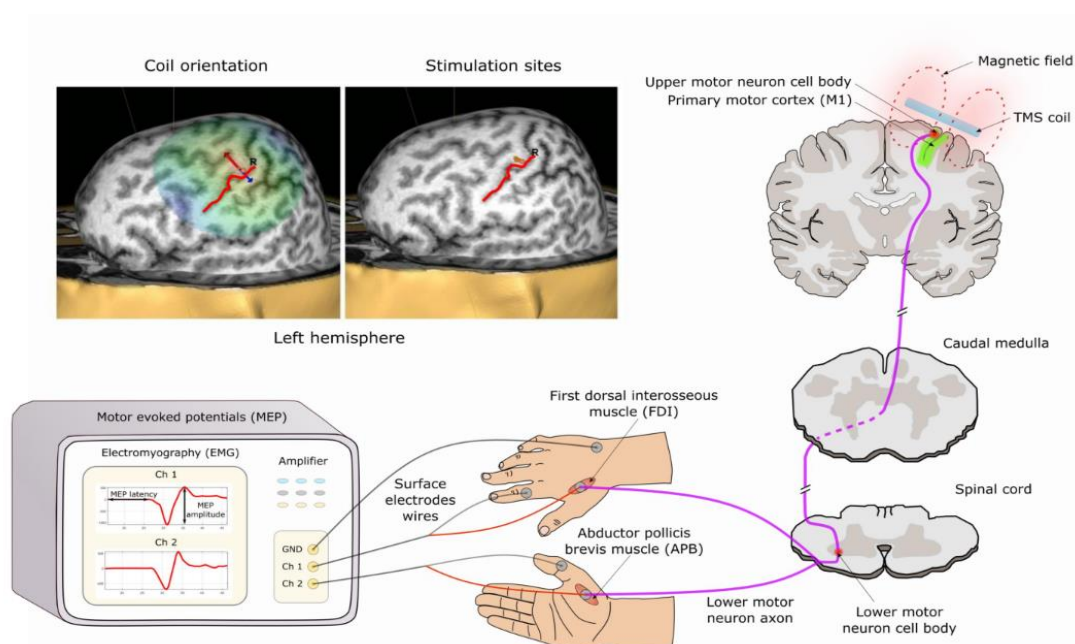 Coil orientation
Stimulation sites
R
R
Left hemisphere
Magnetic field
Upper motor neuron cell body
Primary motor cortex (M1)
TMS coil
Caudal medulla
Spinal cord
Lower motor
neuron cell body
Lower motor
neuron axon
First dorsal interosseous
muscle (FDI)
Surface
electrodes
wires
Abductor pollicis
brevis muscle (APB)
Motor evoked potentials (MEP)
Electromyography (EMG)
Amplifier
Ch 1
MEP latency
MEP
amplitude
Ch 2
GND
Ch 1
Ch 2